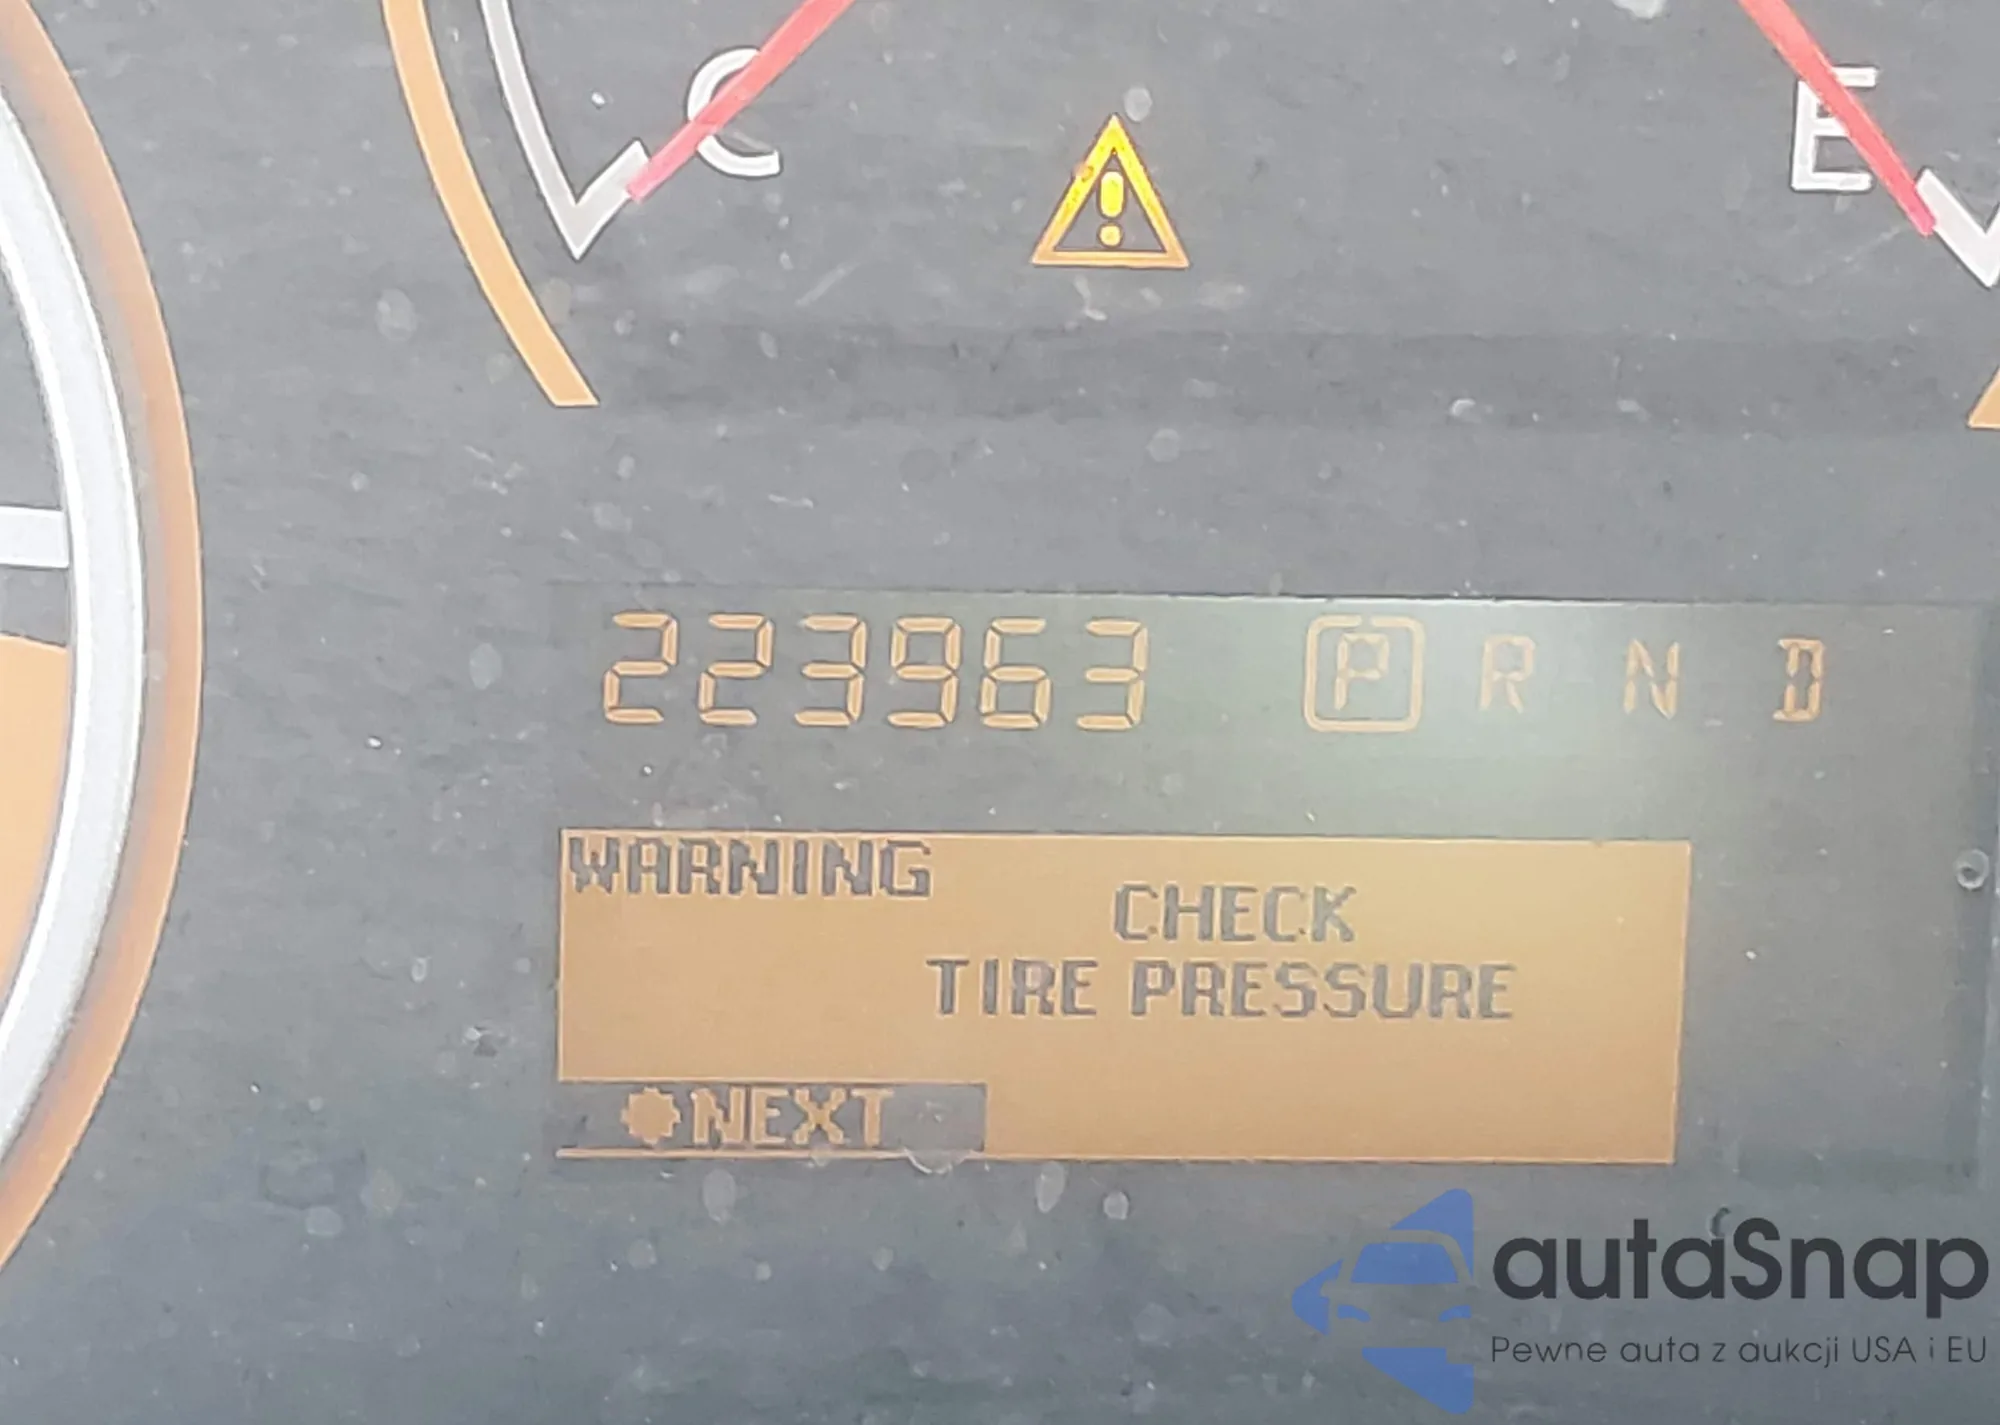 C
E
223963 P R N D
WARNING
CHECK
TIRE PRESSURE
NEXT
autaSnap
Pewne auta z aukcji USA i EU